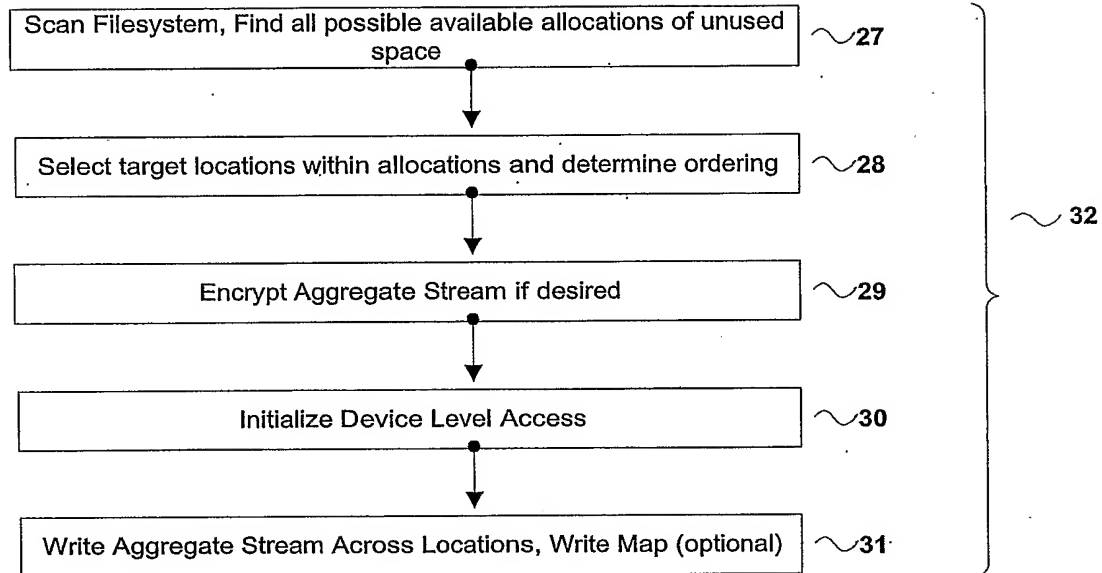 Scan Filesystem, Find all possible available allocations of unused
space
27
Select target locations within allocations and determine ordering
28
32
Encrypt Aggregate Stream if desired
29
Initialize Device Level Access
30
Write Aggregate Stream Across Locations, Write Map (optional)
31